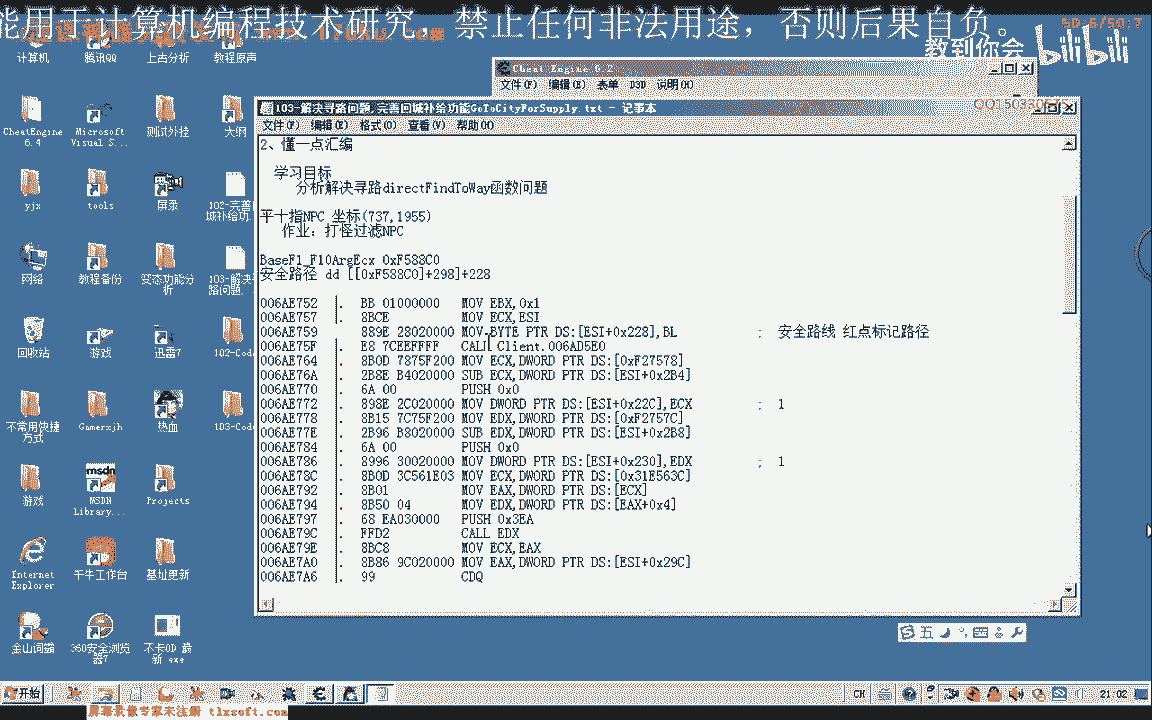 能用于计算机编程技术研究。禁止任何非法用途，否则后果自负。
50:6/50:7
教到你会
bilibili
计算机
腾讯QQ
上古分析
教程原声
Cheat Engine 6.2
文件(F) 编辑(E) 表单 D3D 说明(H)
QQ150330
103-解决寻路问题,完善回城补给功能GoToCityForSupply.txt - 记事本
文件(F) 编辑(E) 格式(O) 查看(V) 帮助(H)
2、懂一点汇编
学习目标
分析解决寻路directFindToWay函数问题
平十指NPC 坐标(737,1955)
作业：打怪过滤NPC
BaseF1_F10ArgEcx 0xF588C0
安全路径 dd [[0xF588C0]+298]+228
006AE752 |. BB 01000000 MOV EBX,0x1
006AE757 |. 8BCE MOV ECX,ESI
006AE759 |. 889E 28020000 MOV BYTE PTR DS:[ESI+0x228],BL ; 安全路线 红点标记路径
006AE75F |. E8 7CEEFFFF CALL Client.006AD5E0
006AE764 |. 8B0D 7875F200 MOV ECX,DWORD PTR DS:[0xF27578]
006AE76A |. 2B8E B4020000 SUB ECX,DWORD PTR DS:[ESI+0x2B4]
006AE770 |. 6A 00 PUSH 0x0
006AE772 |. 898E 2C020000 MOV DWORD PTR DS:[ESI+0x22C],ECX ; 1
006AE778 |. 8B15 7C75F200 MOV EDX,DWORD PTR DS:[0xF2757C]
006AE77E |. 2B96 B8020000 SUB EDX,DWORD PTR DS:[ESI+0x2B8]
006AE784 |. 6A 00 PUSH 0x0
006AE786 |. 8996 30020000 MOV DWORD PTR DS:[ESI+0x230],EDX ; 1
006AE78C |. 8B0D 3C561E03 MOV ECX,DWORD PTR DS:[0x31E563C]
006AE792 |. 8B01 MOV EAX,DWORD PTR DS:[ECX]
006AE794 |. 8B50 04 MOV EDX,DWORD PTR DS:[EAX+0x4]
006AE797 |. 68 EA030000 PUSH 0x3EA
006AE79C |. FFD2 CALL EDX
006AE79E |. 8BC8 MOV ECX,EAX
006AE7A0 |. 8B86 9C020000 MOV EAX,DWORD PTR DS:[ESI+0x29C]
006AE7A6 |. 99 CDQ
CheatEngine 6.4
Microsoft Visual S...
测试外挂
大纲
yjx
tools
屏录
102-完善回城补给功.
网络
教程备份
变态功能分析
103-解决寻路问题,
回收站
游戏
迅雷7
102-Cod
不常用快捷方式
Gamerxjh
热血
103-Cod
游戏
MSDN Library...
Projects
Internet Explorer
千牛工作台
基址更新
金山词霸
360安全浏览器7
不卡OD 最新 .exe
五
开始
CH
21:02
屏幕录像专家未注册 tlxsoft.com